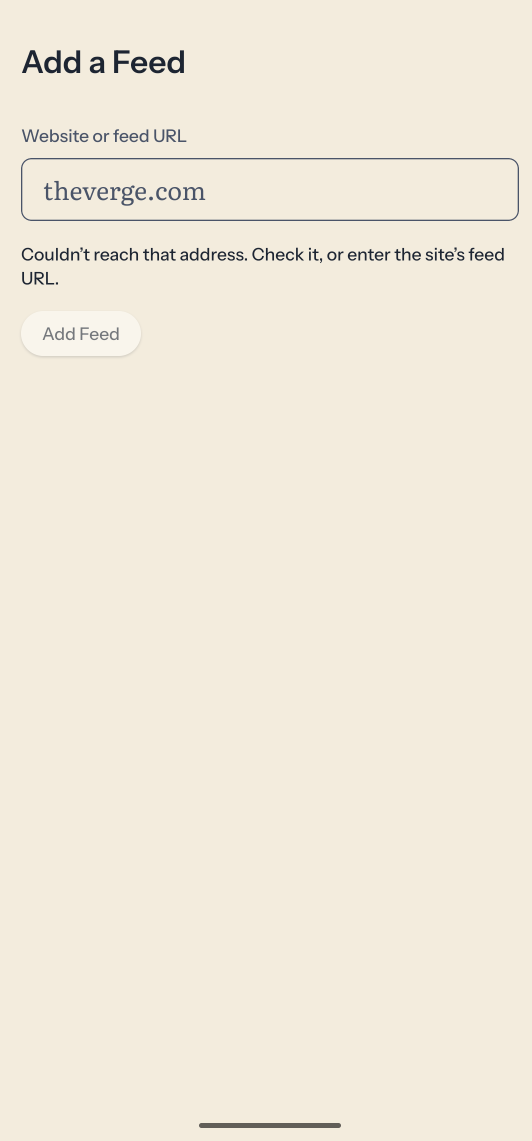 Add a Feed
Website or feed URL
theverge.com
Couldn’t reach that address. Check it, or enter the site’s feed
URL.
Add Feed